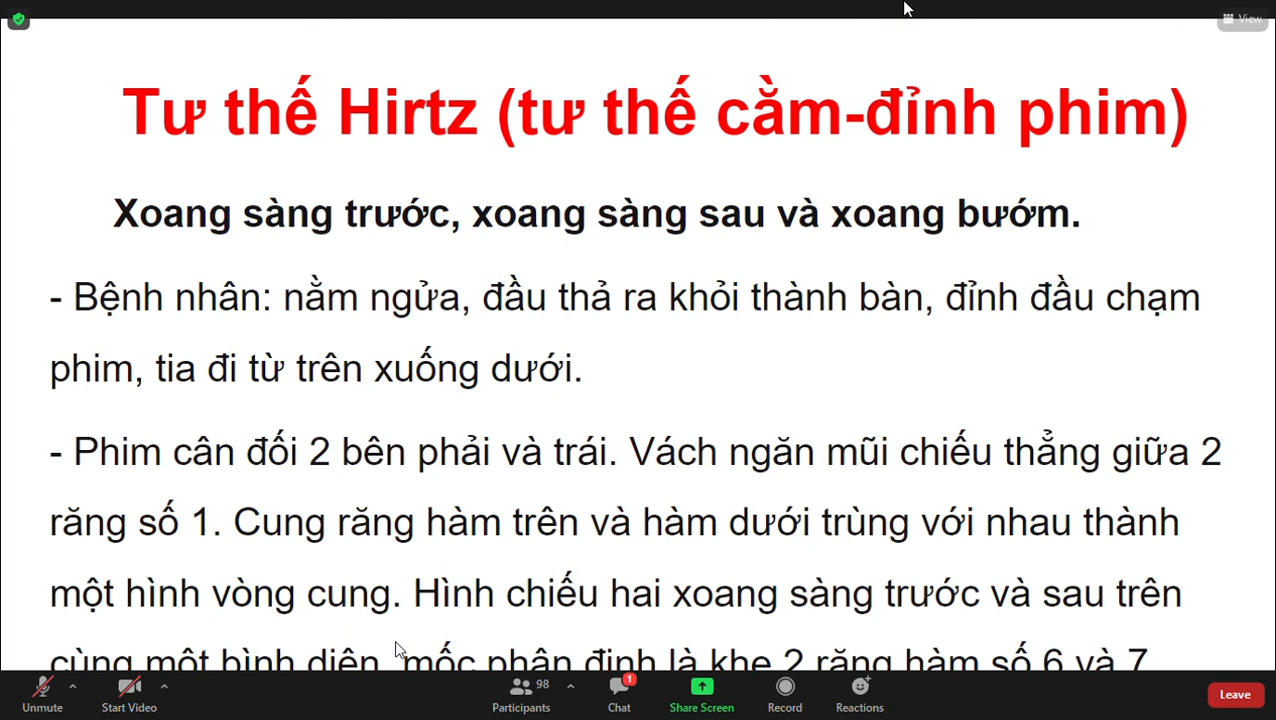 View
Tư thế Hirtz (tư thế cằm-đỉnh phim)
Xoang sàng trước, xoang sàng sau và xoang bướm.
- Bệnh nhân: nằm ngửa, đầu thả ra khỏi thành bàn, đỉnh đầu chạm
phim, tia đi từ trên xuống dưới.
- Phim cân đối 2 bên phải và trái. Vách ngăn mũi chiếu thẳng giữa 2
răng số 1. Cung răng hàm trên và hàm dưới trùng với nhau thành
một hình vòng cung. Hình chiếu hai xoang sàng trước và sau trên
cùng một bình diện, mốc phân định là khe 2 răng hàm số 6 và 7
98
1
Unmute
Start Video
Participants
Chat
Share Screen
Record
Reactions
Leave